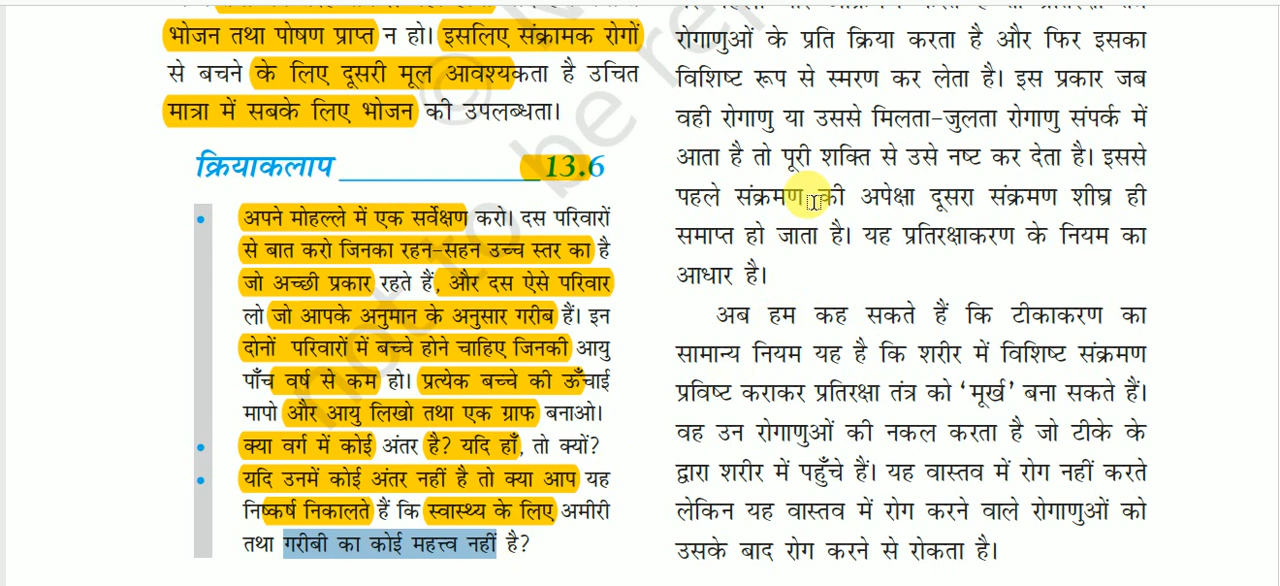 भोजन तथा पोषण प्राप्त न हो। इसलिए संक्रामक रोगों
से बचने के लिए दूसरी मूल आवश्यकता है उचित
मात्रा में सबके लिए भोजन की उपलब्धता।
क्रियाकलाप 13.6
• अपने मोहल्ले में एक सर्वेक्षण करो। दस परिवारों
से बात करो जिनका रहन-सहन उच्च स्तर का है
जो अच्छी प्रकार रहते हैं, और दस ऐसे परिवार
लो जो आपके अनुमान के अनुसार गरीब हैं। इन
दोनों परिवारों में बच्चे होने चाहिए जिनकी आयु
पाँच वर्ष से कम हो। प्रत्येक बच्चे की ऊँचाई
मापो और आयु लिखो तथा एक ग्राफ बनाओ।
• क्या वर्ग में कोई अंतर है? यदि हाँ, तो क्यों?
• यदि उनमें कोई अंतर नहीं है तो क्या आप यह
निष्कर्ष निकालते हैं कि स्वास्थ्य के लिए अमीरी
तथा गरीबी का कोई महत्त्व नहीं है?
रोगाणुओं के प्रति क्रिया करता है और फिर इसका
विशिष्ट रूप से स्मरण कर लेता है। इस प्रकार जब
वही रोगाणु या उससे मिलता-जुलता रोगाणु संपर्क में
आता है तो पूरी शक्ति से उसे नष्ट कर देता है। इससे
पहले संक्रमण की अपेक्षा दूसरा संक्रमण शीघ्र ही
समाप्त हो जाता है। यह प्रतिरक्षाकरण के नियम का
आधार है।
अब हम कह सकते हैं कि टीकाकरण का
सामान्य नियम यह है कि शरीर में विशिष्ट संक्रमण
प्रविष्ट कराकर प्रतिरक्षा तंत्र को ‘मूर्ख’ बना सकते हैं।
वह उन रोगाणुओं की नकल करता है जो टीके के
द्वारा शरीर में पहुँचे हैं। यह वास्तव में रोग नहीं करते
लेकिन यह वास्तव में रोग करने वाले रोगाणुओं को
उसके बाद रोग करने से रोकता है।
not to be re